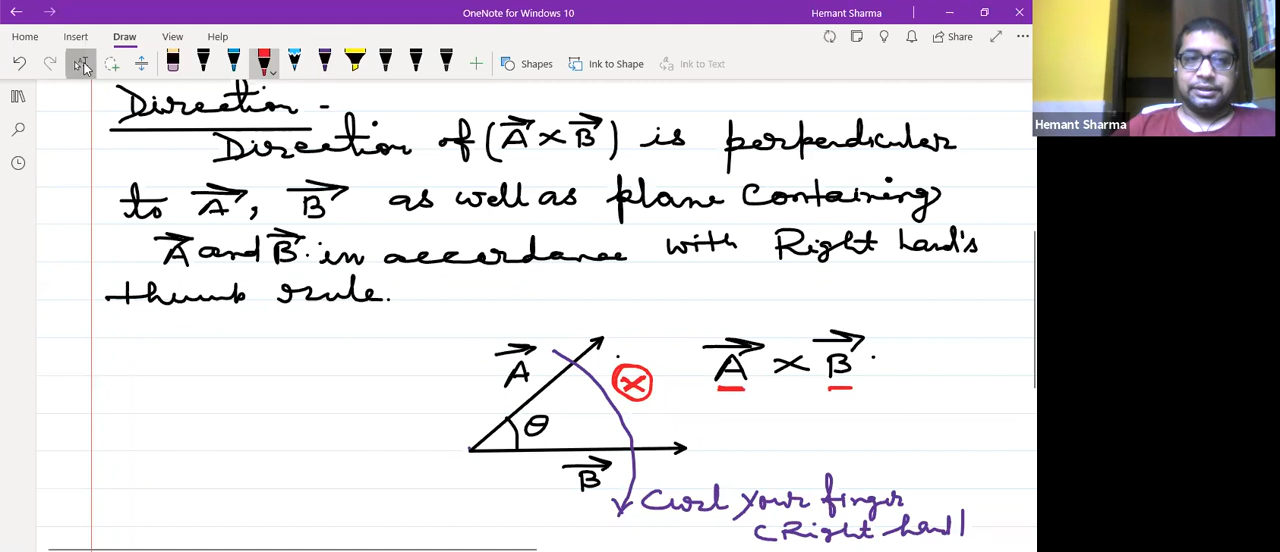 OneNote for Windows 10
Hemant Sharma
Home Insert Draw View Help
Share
Shapes Ink to Shape Ink to Text
Hemant Sharma
Direction -
Direction of (A × B) is perpendicular
to A, B as well as plane containing
A and B. in accordance with Right hand's
thumb rule.
A
× A × B
θ
B
Curl your finger
(Right hand)